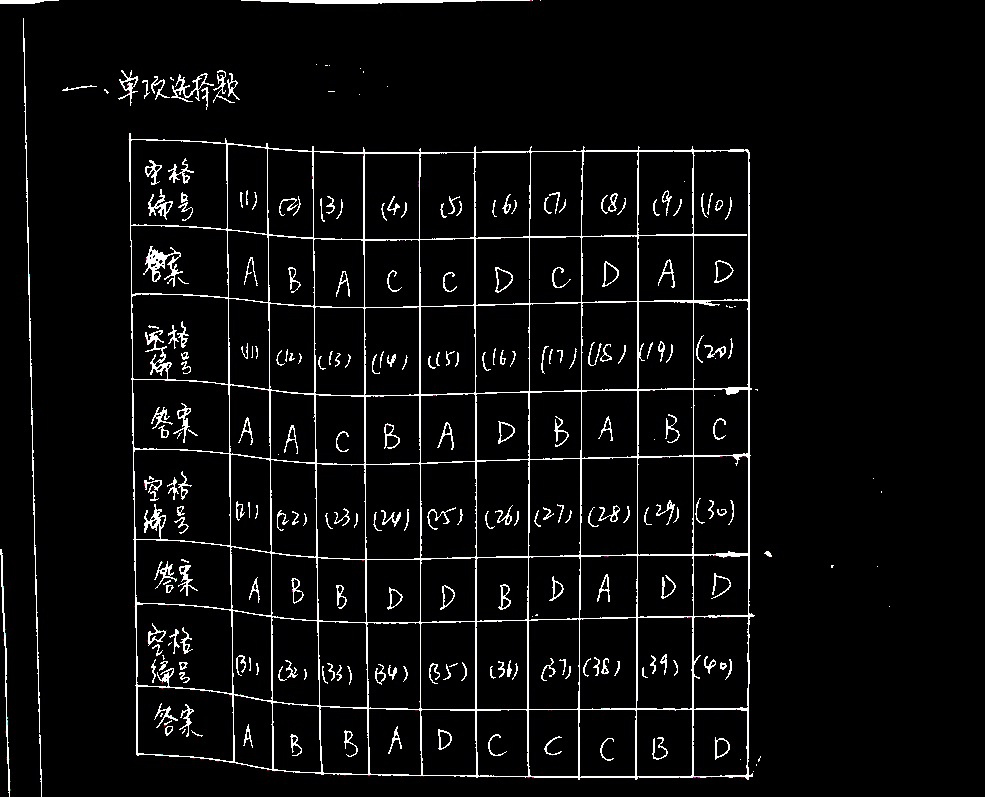 一、单项选择题
空格编号 (1) (2) (3) (4) (5) (6) (7) (8) (9) (10)
答案 A B A C C D C D A D
空格编号 (11) (12) (13) (14) (15) (16) (17) (18) (19) (20)
答案 A A C B A D B A B C
空格编号 (21) (22) (23) (24) (25) (26) (27) (28) (29) (30)
答案 A B B D D B D A D D
空格编号 (31) (32) (33) (34) (35) (36) (37) (38) (39) (40)
答案 A B B A D C C C B D